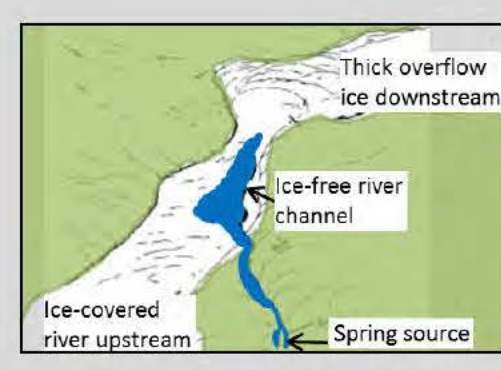 Thick overflow
ice downstream
Ice-free river
channel
Ice-covered
river upstream
Spring source